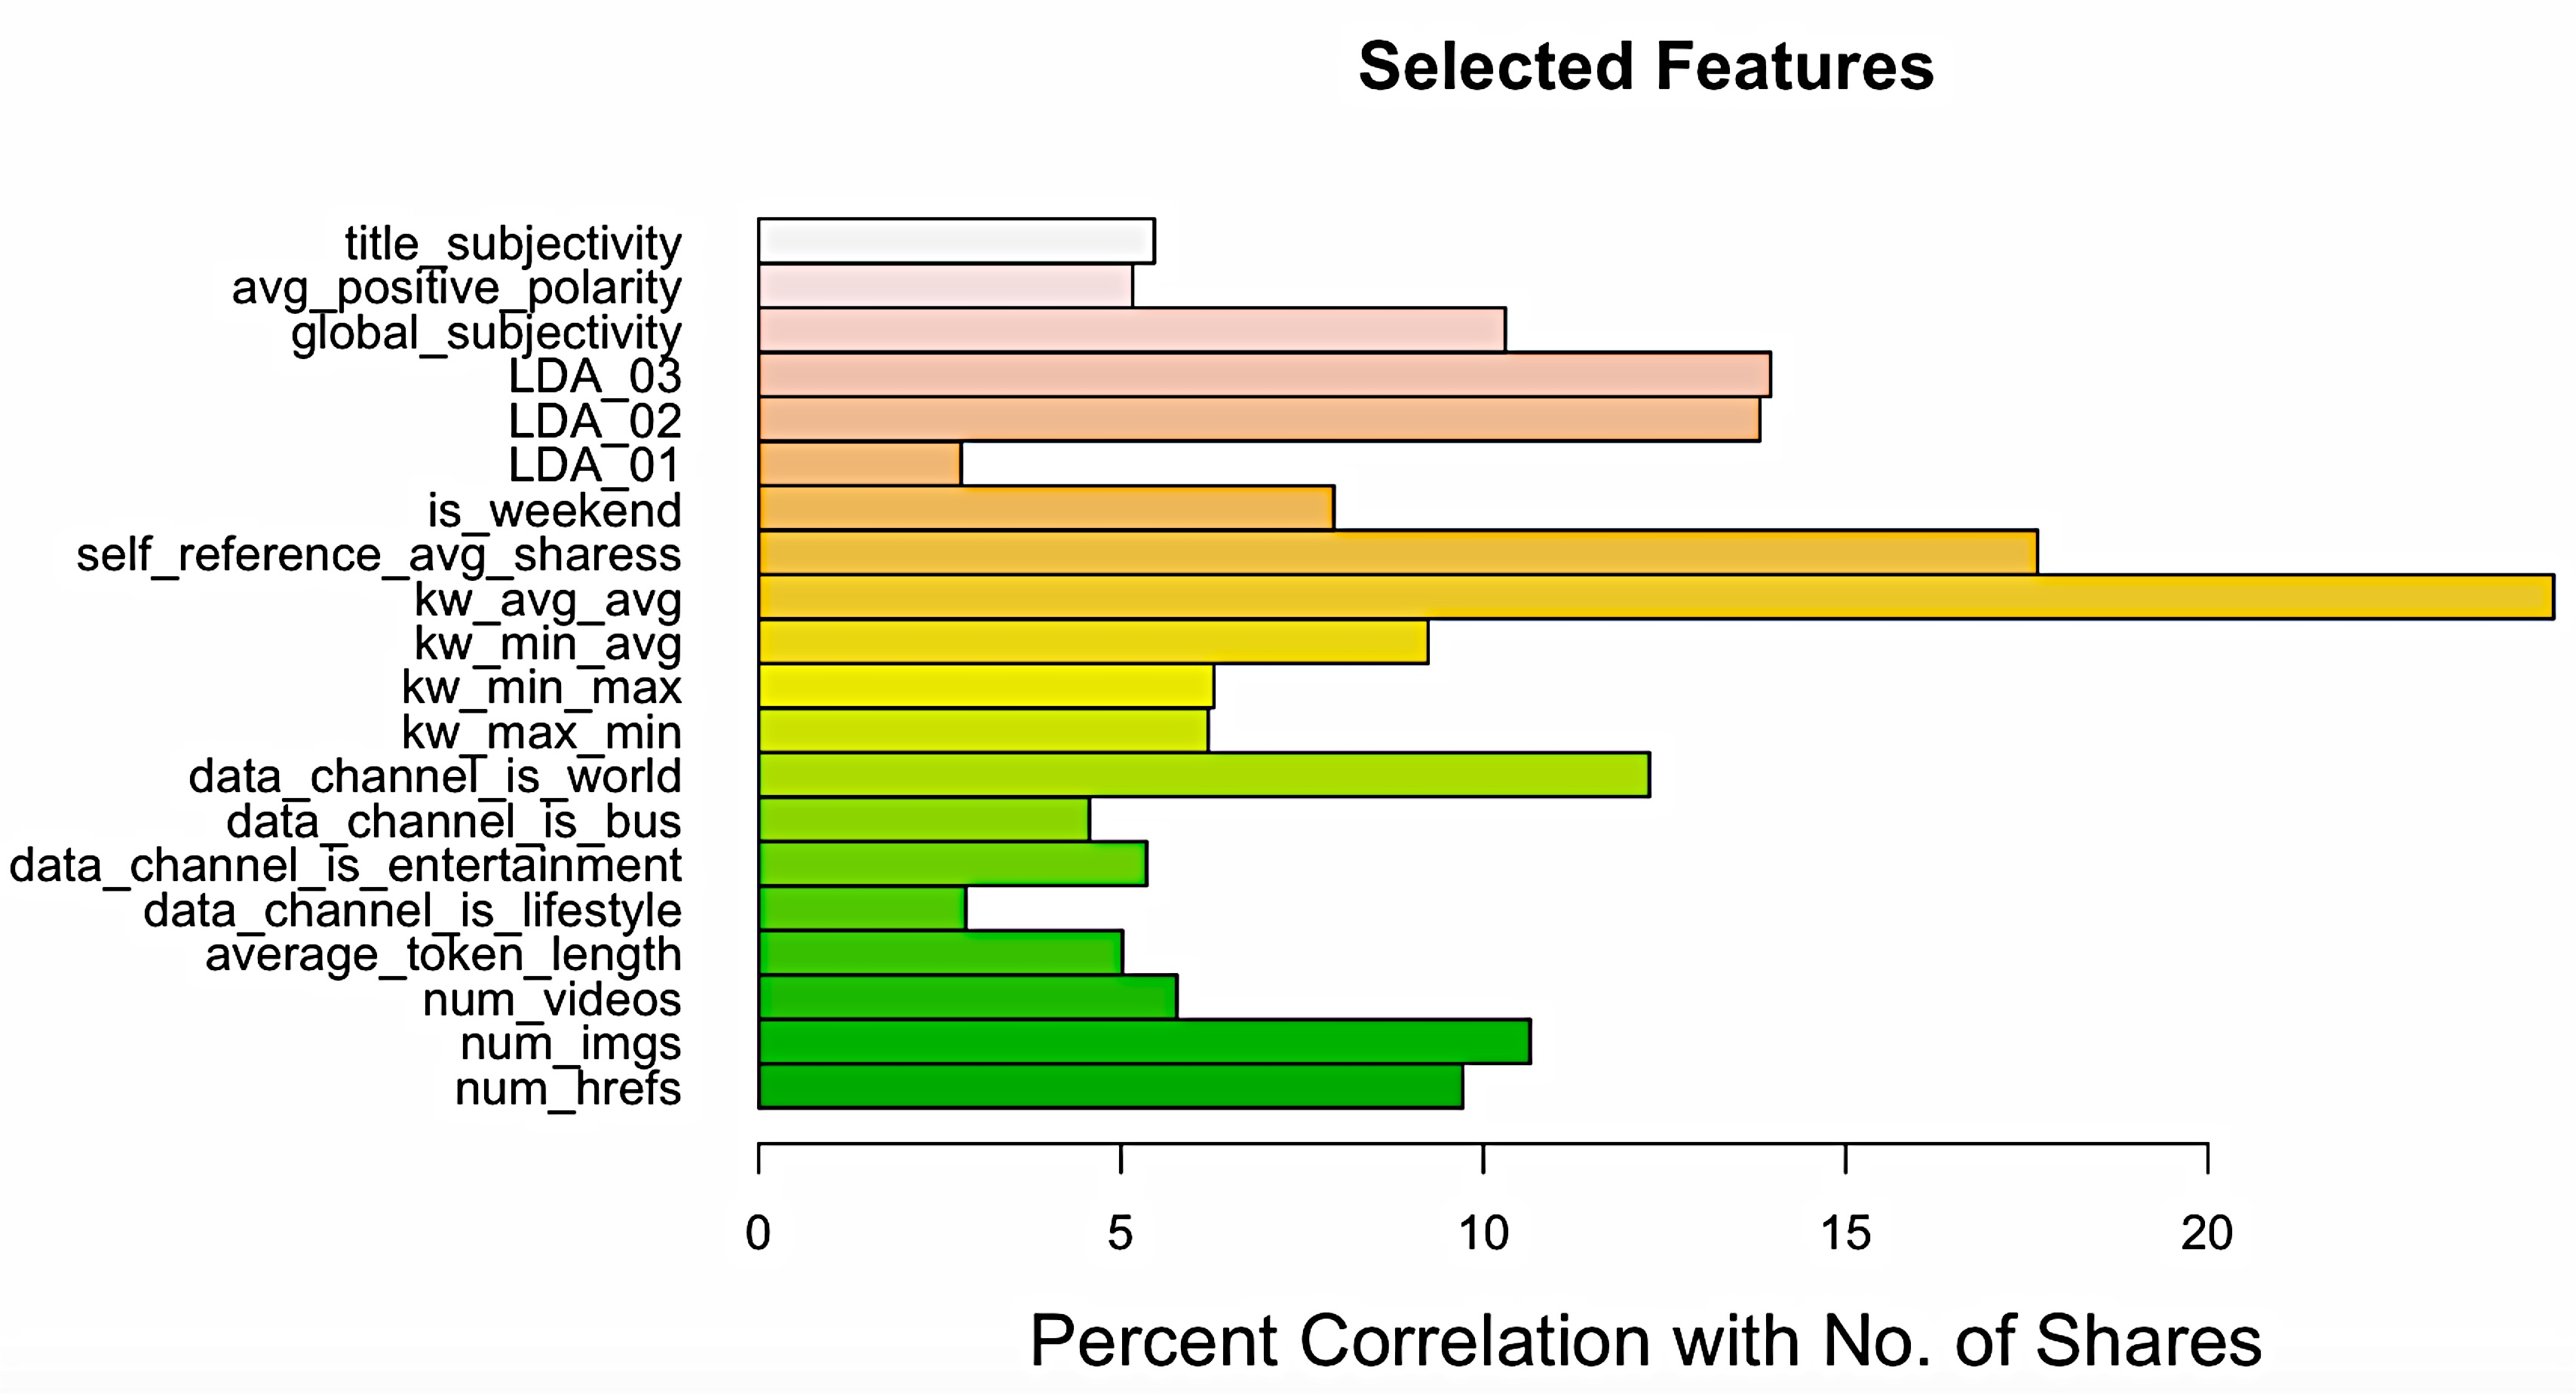 Selected Features
title_subjectivity
avg_positive_polarity
global_subjectivity
LDA_03
LDA_02
LDA_01
is_weekend
self_reference_avg_sharess
kw_avg_avg
kw_min_avg
kw_min_max
kw_max_min
data_channel_is_world
data_channel_is_bus
data_channel_is_entertainment
data_channel_is_lifestyle
average_token_length
num_videos
num_imgs
num_hrefs
0 5 10 15 20
Percent Correlation with No. of Shares